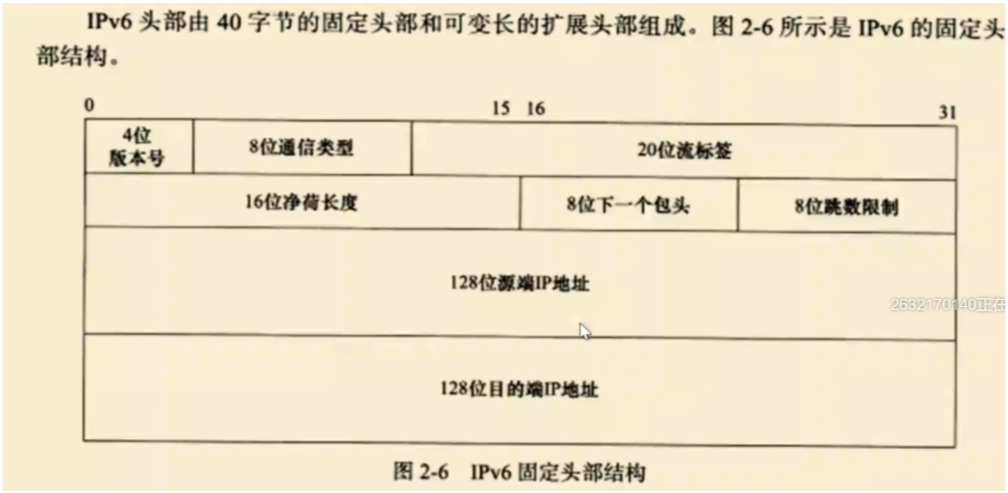 IPv6 头部由 40 字节的固定头部和可变长的扩展头部组成。图 2-6 所示是 IPv6 的固定头
部结构。
0 15 16 31
4位
版本号
8位通信类型
20位流标签
16位净荷长度
8位下一个包头
8位跳数限制
128位源端IP地址
2632170140正在
128位目的端IP地址
图 2-6 IPv6 固定头部结构